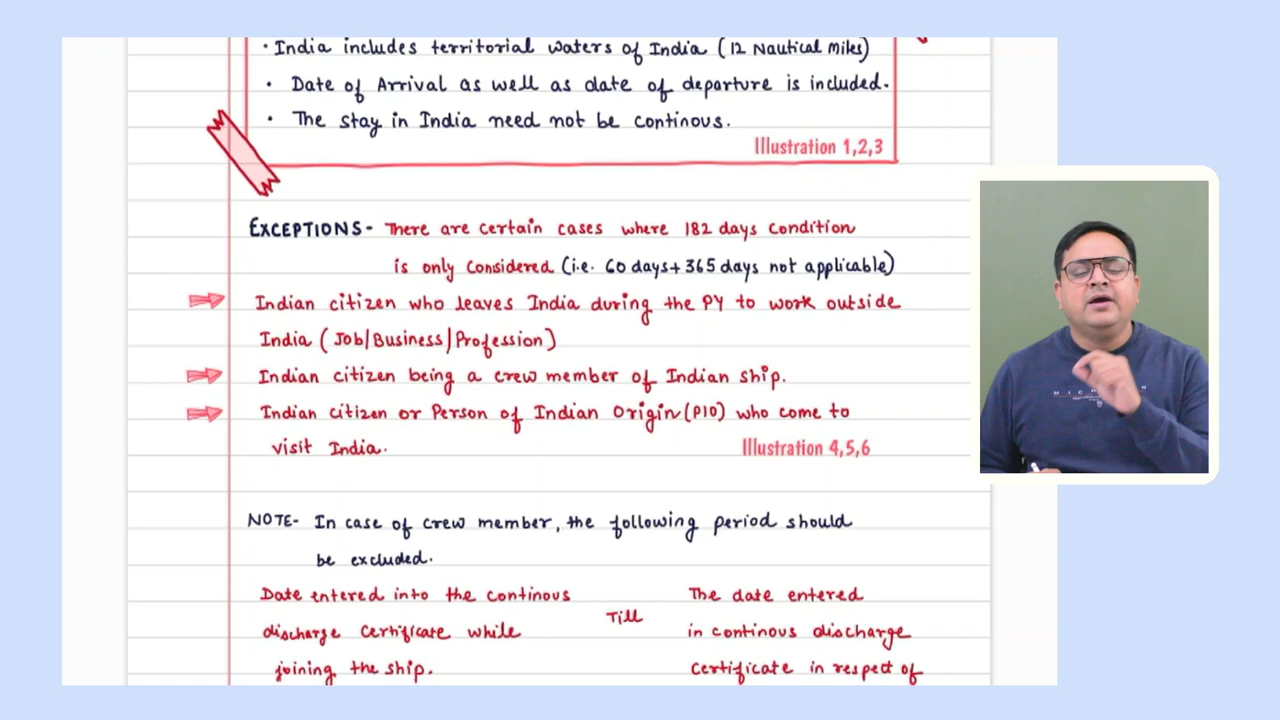 · India includes territorial waters of India (12 Nautical Miles)
· Date of Arrival as well as date of departure is included.
· The stay in India need not be continous.
Illustration 1,2,3
EXCEPTIONS- There are certain cases where 182 days condition
is only considered (i.e. 60 days+365 days not applicable)
Indian citizen who leaves India during the PY to work outside
India (Job/Business/Profession)
Indian citizen being a crew member of Indian ship.
Indian citizen or Person of Indian Origin(PIO) who come to
visit India.
Illustration 4,5,6
NOTE- In case of crew member, the following period should
be excluded.
Date entered into the continous
discharge certificate while
joining the ship.
Till
The date entered
in continous discharge
certificate in respect of